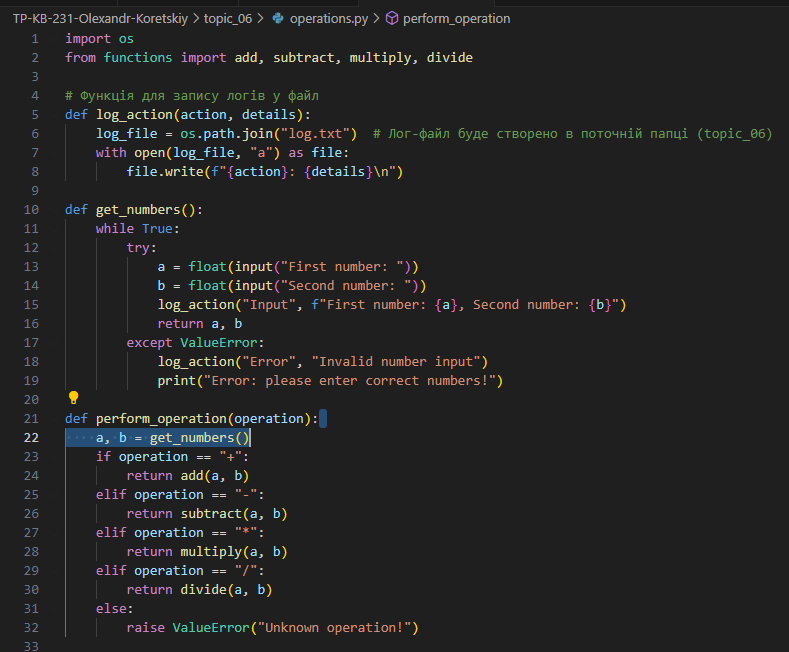 TP-KB-231-Olexandr-Koretskiy > topic_06 > operations.py > perform_operation
1 import os
2 from functions import add, subtract, multiply, divide
3
4 # Функція для запису логів у файл
5 def log_action(action, details):
6     log_file = os.path.join("log.txt")  # Лог-файл буде створено в поточній папці (topic_06)
7     with open(log_file, "a") as file:
8         file.write(f"{action}: {details}\n")
9
10 def get_numbers():
11     while True:
12         try:
13             a = float(input("First number: "))
14             b = float(input("Second number: "))
15             log_action("Input", f"First number: {a}, Second number: {b}")
16             return a, b
17         except ValueError:
18             log_action("Error", "Invalid number input")
19             print("Error: please enter correct numbers!")
20
21 def perform_operation(operation):
22     a, b = get_numbers()
23     if operation == "+":
24         return add(a, b)
25     elif operation == "-":
26         return subtract(a, b)
27     elif operation == "*":
28         return multiply(a, b)
29     elif operation == "/":
30         return divide(a, b)
31     else:
32         raise ValueError("Unknown operation!")
33